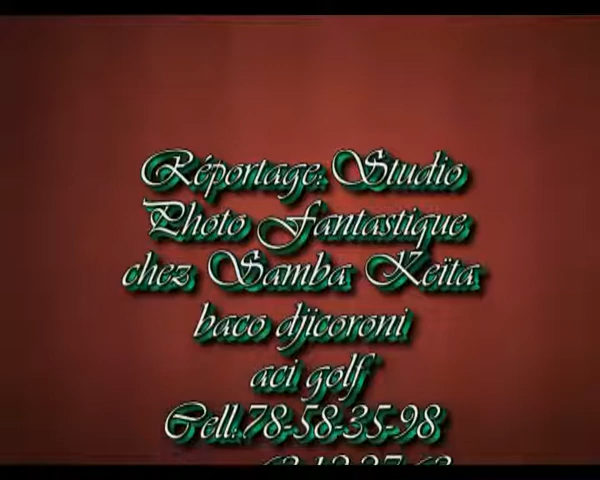 Réportage: Studio
Photo Fantastique
chez Samba Keïta
baco djicoroni
aci golf
Cell:78-58-35-98